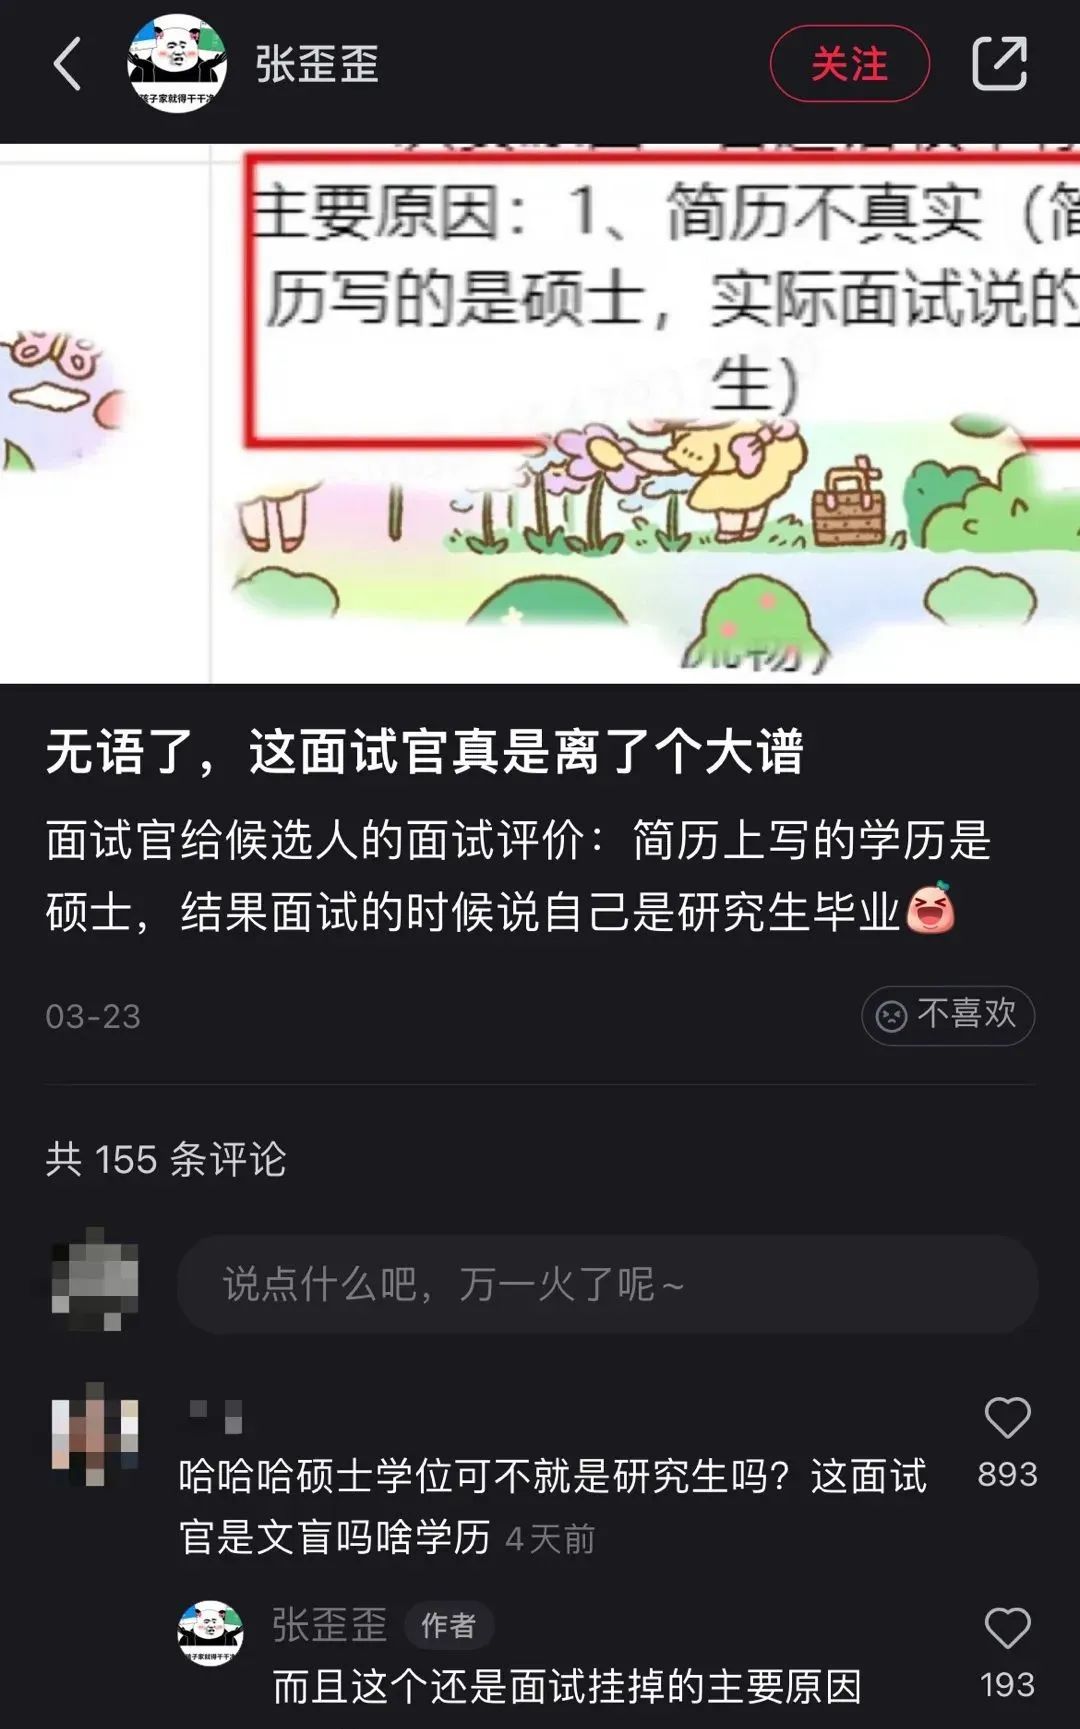 张歪歪
关注
主要原因：1、简历不真实（简
历写的是硕士，实际面试说的
生）
无语了，这面试官真是离了个大谱
面试官给候选人的面试评价：简历上写的学历是
硕士，结果面试的时候说自己是研究生毕业
03-23
不喜欢
共 155 条评论
说点什么吧，万一火了呢~
哈哈哈硕士学位可不就是研究生吗？这面试
官是文盲吗啥学历 4天前
893
张歪歪
作者
而且这个还是面试挂掉的主要原因
193